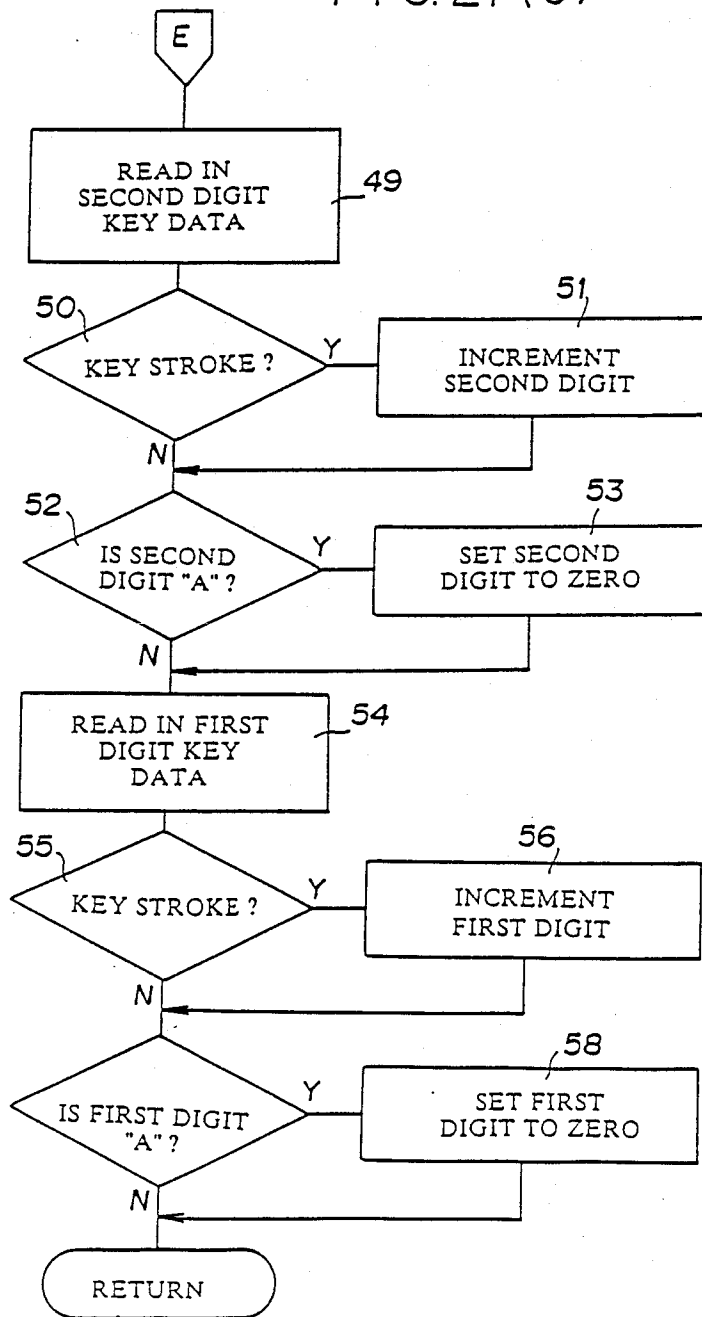 E
READ IN
SECOND DIGIT
KEY DATA
49
50
KEY STROKE ?
Y
51
INCREMENT
SECOND DIGIT
N
52
IS SECOND
DIGIT "A" ?
Y
53
SET SECOND
DIGIT TO ZERO
N
READ IN FIRST
DIGIT KEY
DATA
54
55
KEY STROKE ?
Y
56
INCREMENT
FIRST DIGIT
N
IS FIRST DIGIT
"A" ?
Y
58
SET FIRST
DIGIT TO ZERO
N
RETURN